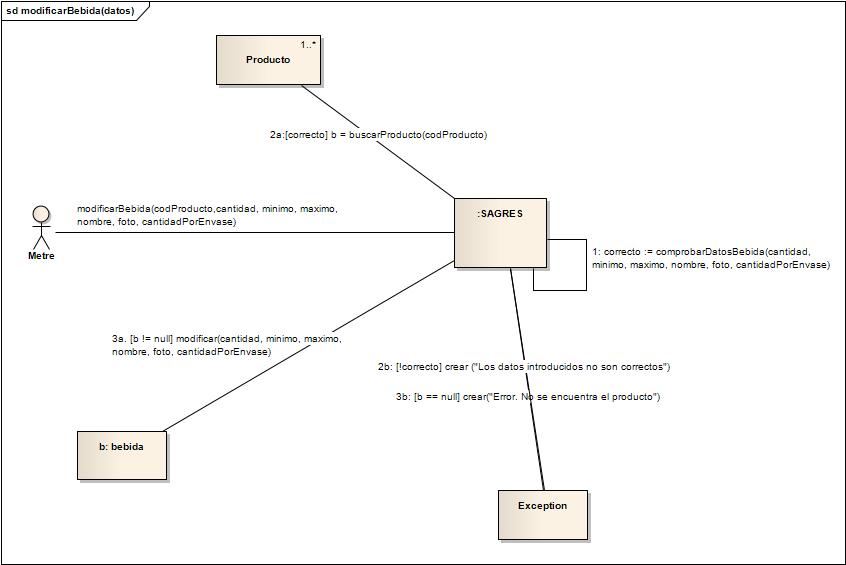 sd modificarBebida(datos)
1..*
Producto
2a:[correcto] b = buscarProducto(codProducto)
modificarBebida(codProducto,cantidad, minimo, maximo,
nombre, foto, cantidadPorEnvase)
:SAGRES
Metre
1: correcto := comprobarDatosBebida(cantidad,
minimo, maximo, nombre, foto, cantidadPorEnvase)
3a. [b != null] modificar(cantidad, minimo, maximo,
nombre, foto, cantidadPorEnvase)
2b: [!correcto] crear ("Los datos introducidos no son correctos")
3b: [b == null] crear("Error. No se encuentra el producto")
b: bebida
Exception